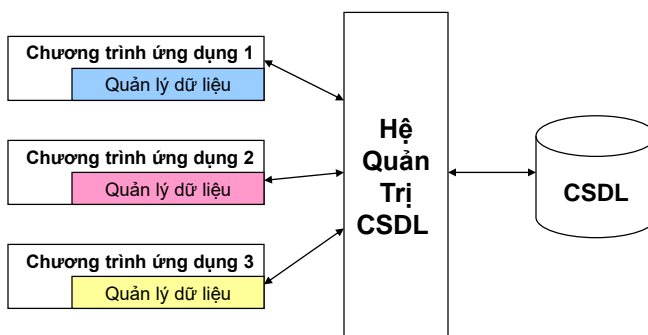 Chương trình ứng dụng 1
Quản lý dữ liệu
Chương trình ứng dụng 2
Quản lý dữ liệu
Chương trình ứng dụng 3
Quản lý dữ liệu
Hệ
Quản
Trị
CSDL
CSDL